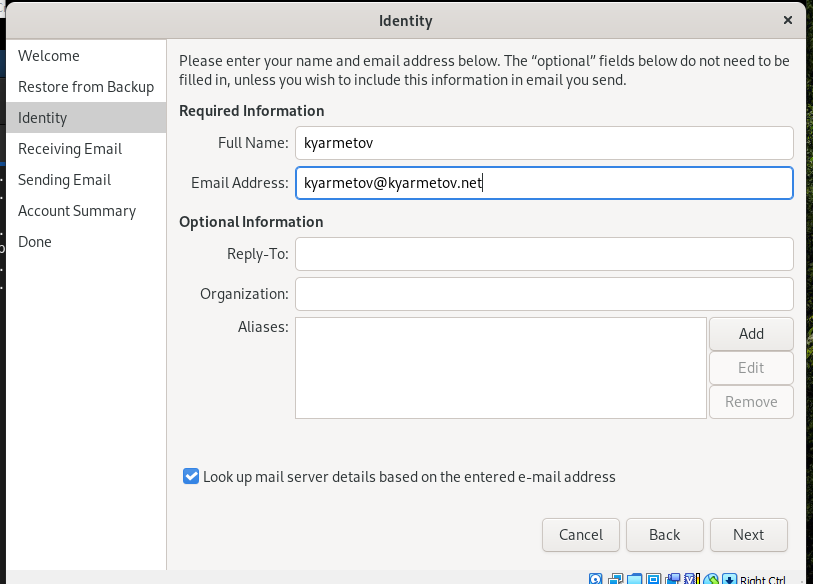 Identity
Welcome
Restore from Backup
Identity
Receiving Email
Sending Email
Account Summary
Done
Please enter your name and email address below. The “optional” fields below do not need to be
filled in, unless you wish to include this information in email you send.
Required Information
Full Name: kyarmetov
Email Address: kyarmetov@kyarmetov.net
Optional Information
Reply-To:
Organization:
Aliases:
Add
Edit
Remove
Look up mail server details based on the entered e-mail address
Cancel Back Next
Right Ctrl